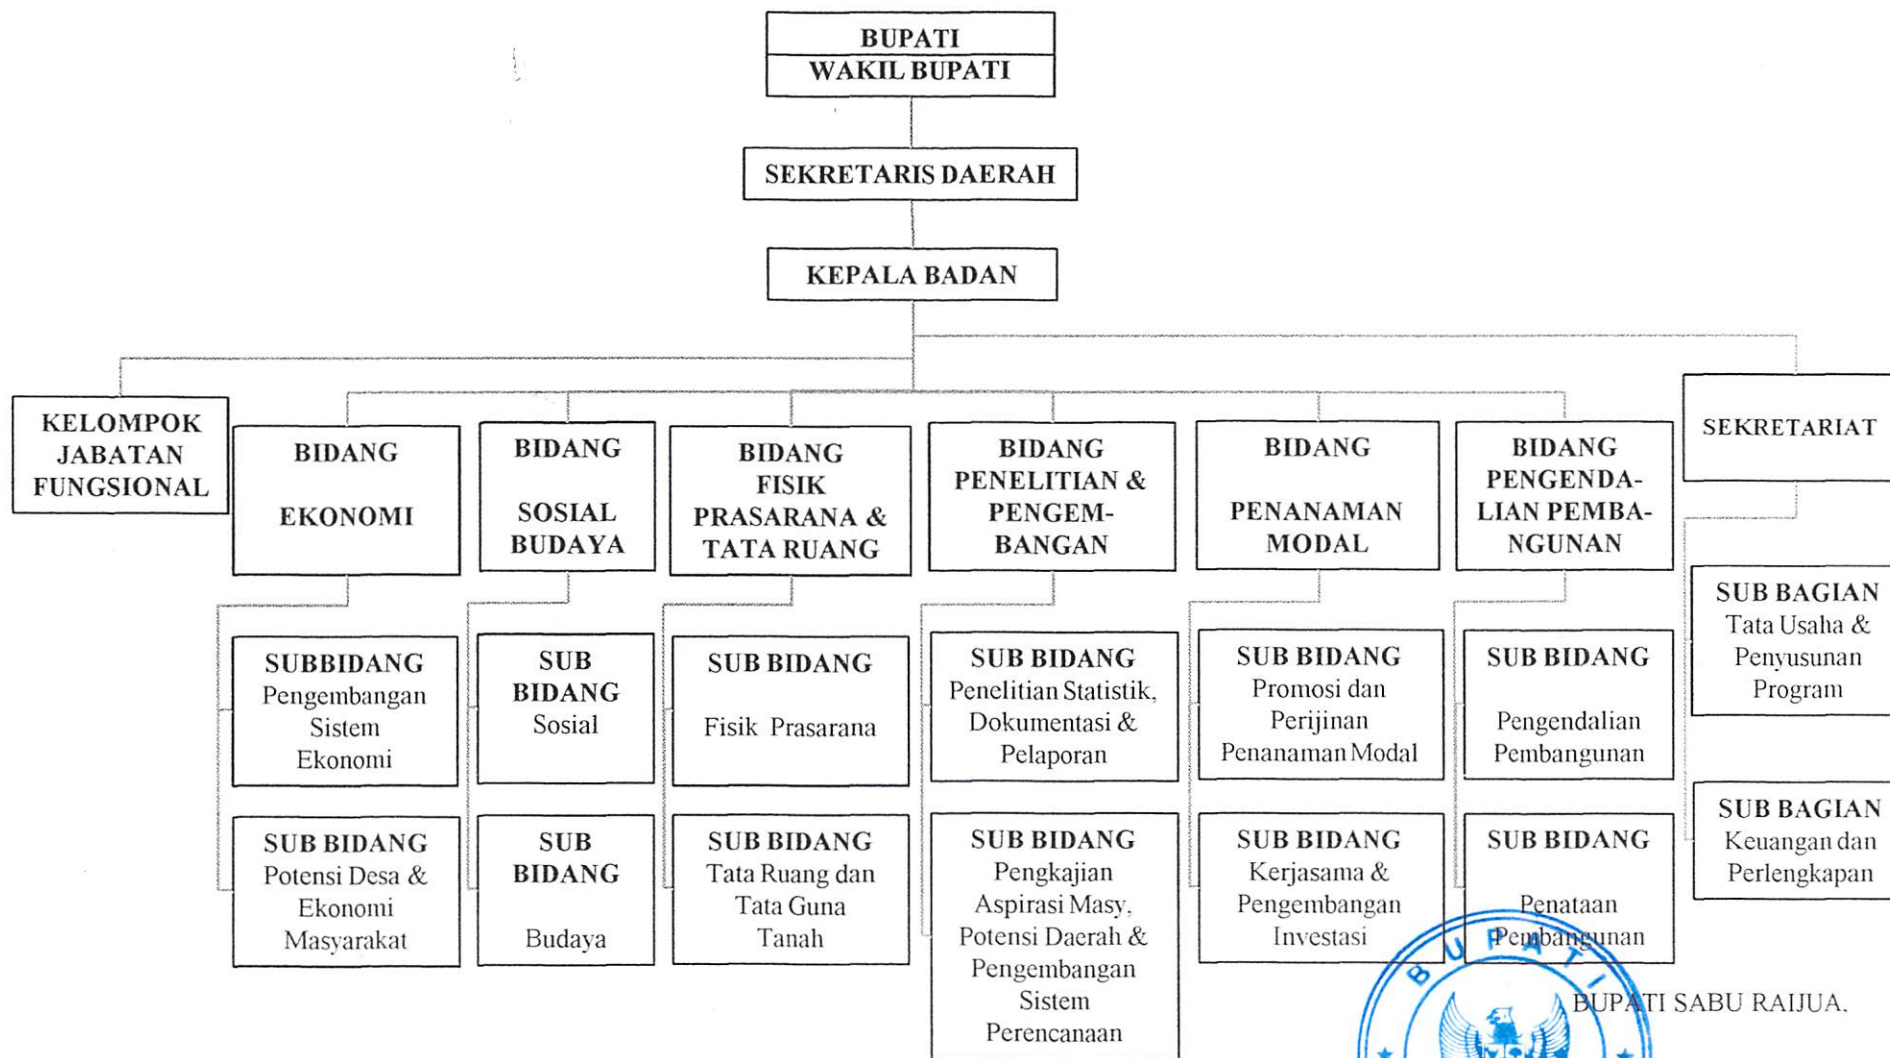 BUPATI
WAKIL BUPATI
SEKRETARIS DAERAH
KEPALA BADAN
KELOMPOK
JABATAN
FUNGSIONAL
BIDANG
EKONOMI
BIDANG
SOSIAL
BUDAYA
BIDANG
FISIK
PRASARANA &
TATA RUANG
BIDANG
PENELITIAN &
PENGEM-
BANGAN
BIDANG
PENANAMAN
MODAL
BIDANG
PENGENDA-
LIAN PEMBA-
NGUNAN
SEKRETARIAT
SUBBIDANG
Pengembangan
Sistem
Ekonomi
SUB
BIDANG
Sosial
SUB BIDANG
Fisik Prasarana
SUB BIDANG
Penelitian Statistik,
Dokumentasi &
Pelaporan
SUB BIDANG
Promosi dan
Perijinan
Penanaman Modal
SUB BIDANG
Pengendalian
Pembangunan
SUB BAGIAN
Tata Usaha &
Penyusunan
Program
SUB BIDANG
Potensi Desa &
Ekonomi
Masyarakat
SUB
BIDANG
Budaya
SUB BIDANG
Tata Ruang dan
Tata Guna
Tanah
SUB BIDANG
Pengkajian
Aspirasi Masy,
Potensi Daerah &
Pengembangan
Sistem
Perencanaan
SUB BIDANG
Kerjasama &
Pengembangan
Investasi
SUB BIDANG
Penataan
Pembangunan
SUB BAGIAN
Keuangan dan
Perlengkapan
BUPATI
BUPATI SABU RAIJUA.